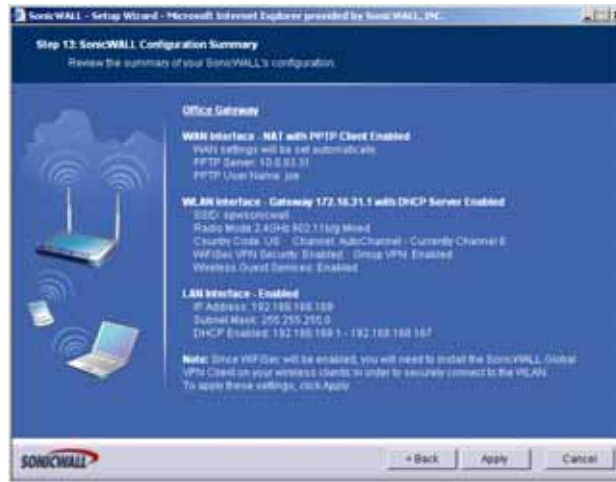 SonicWALL - Setup Wizard - Microsoft Internet Explorer provided by SonicWALL, INC.
Step 13: SonicWALL Configuration Summary
Review the summary of your SonicWALL's configuration.
Office Gateway
WAN Interface - NAT with PPTP Client Enabled
WAN settings will be set automatically
PPTP Server: 10.0.93.31
PPTP User Name: joe
WLAN Interface - Gateway 172.16.31.1 with DHCP Server Enabled
SSID: spwsonicwall
Radio Mode 2.4GHz 802.11b/g Mixed
Country Code: US Channel: AutoChannel - Currently Channel 6
WiFiSec VPN Security: Enabled Group VPN: Enabled
Wireless Guest Services: Enabled
LAN Interface - Enabled
IP Address: 192.168.168.169
Subnet Mask: 255.255.255.0
DHCP Enabled: 192.168.168.1 - 192.168.168.167
Note: Since WiFiSec will be enabled, you will need to install the SonicWALL Global
VPN Client on your wireless clients in order to securely connect to the WLAN.
To apply these settings, click Apply
SONICWALL
< Back Apply Cancel